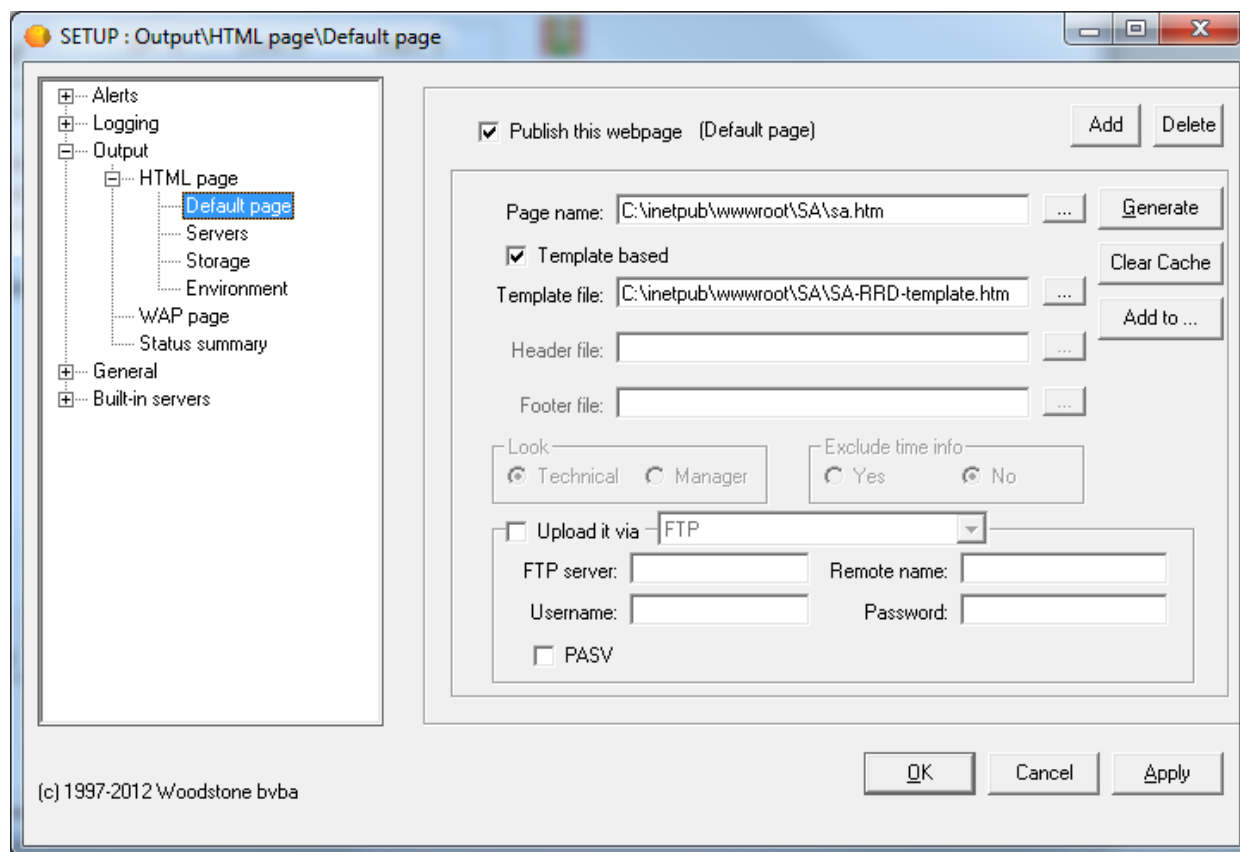 SETUP : Output\HTML page\Default page
Alerts
Logging
Output
HTML page
Default page
Servers
Storage
Environment
WAP page
Status summary
General
Built-in servers
Publish this webpage (Default page)
Add Delete
Page name: C:\inetpub\wwwroot\SA\sa.htm ... Generate
Template based
Clear Cache
Template file: C:\inetpub\wwwroot\SA\SA-RRD-template.htm ...
Add to ...
Header file: ...
Footer file: ...
Look Exclude time info
Technical Manager Yes No
Upload it via FTP
FTP server: Remote name:
Username: Password:
PASV
OK Cancel Apply
(c) 1997-2012 Woodstone bvba